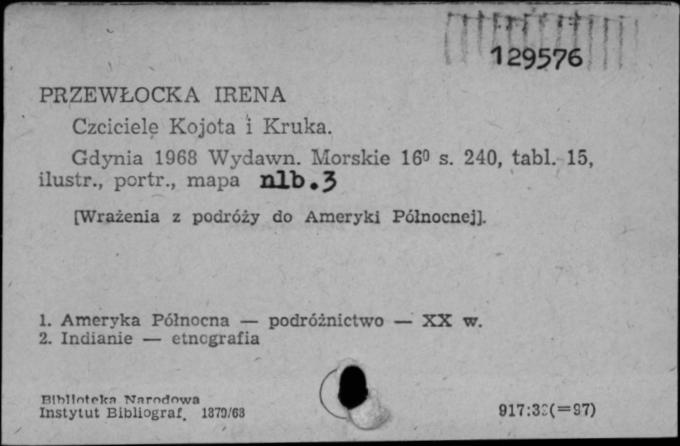 129576
PRZEWŁOCKA IRENA
Czciciele Kojota i Kruka.
Gdynia 1968 Wydawn. Morskie 16⁰ s. 240, tabl. 15,
ilustr., portr., mapa nlb.3
[Wrażenia z podróży do Ameryki Północnej].
1. Ameryka Północna — podróżnictwo — XX w.
2. Indianie — etnografia
Biblioteka Narodowa
Instytut Bibliograf. 1379/68